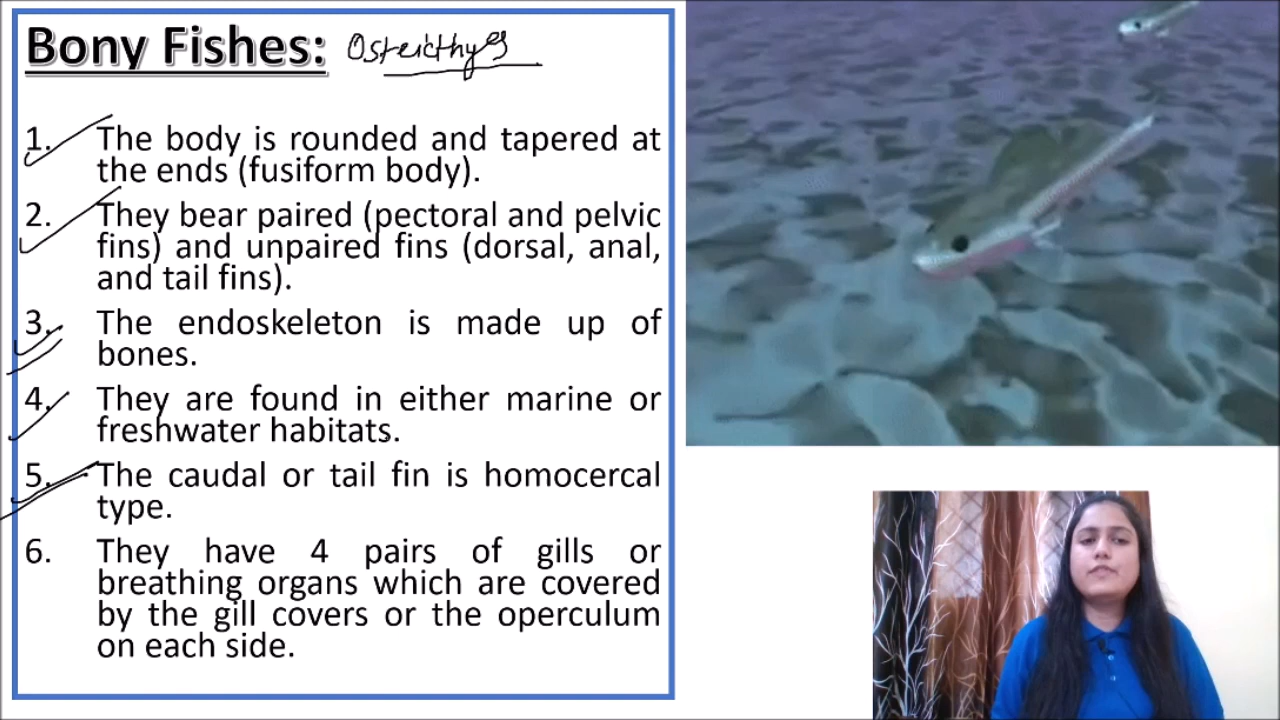 Bony Fishes: Osteicthyes
1. The body is rounded and tapered at
the ends (fusiform body).
2. They bear paired (pectoral and pelvic
fins) and unpaired fins (dorsal, anal,
and tail fins).
3. The endoskeleton is made up of
bones.
4. They are found in either marine or
freshwater habitats.
5. The caudal or tail fin is homocercal
type.
6. They have 4 pairs of gills or
breathing organs which are covered
by the gill covers or the operculum
on each side.